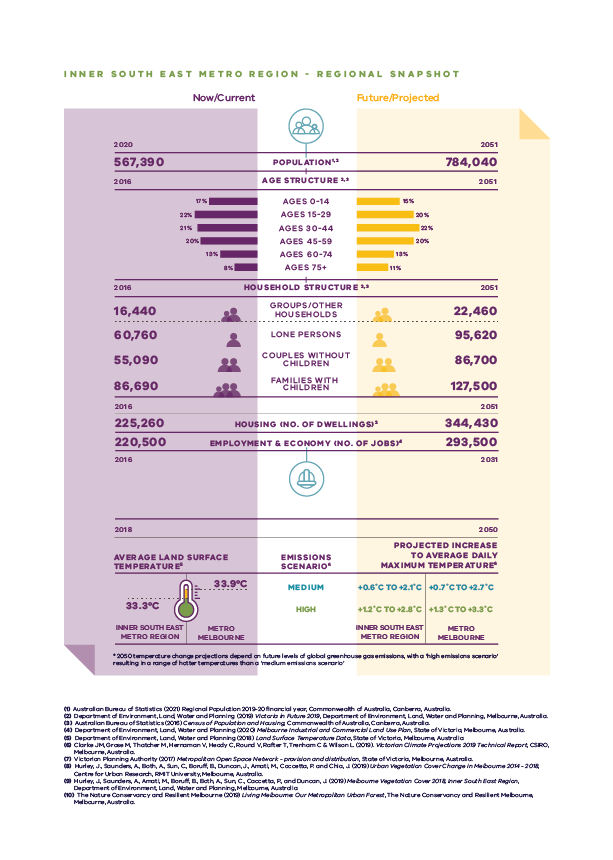 INNER SOUTH EAST METRO REGION - REGIONAL SNAPSHOT
Now/Current Future/Projected
2020 2051
567,390 POPULATION¹,² 784,040
2016 AGE STRUCTURE ²,³ 2051
17% AGES 0-14 15%
22% AGES 15-29 20%
21% AGES 30-44 22%
20% AGES 45-59 20%
13% AGES 60-74 13%
8% AGES 75+ 11%
2016 HOUSEHOLD STRUCTURE ²,³ 2051
16,440 GROUPS/OTHER HOUSEHOLDS 22,460
60,760 LONE PERSONS 95,620
55,090 COUPLES WITHOUT CHILDREN 86,700
86,690 FAMILIES WITH CHILDREN 127,500
2016 2051
225,260 HOUSING (NO. OF DWELLINGS)² 344,430
220,500 EMPLOYMENT & ECONOMY (NO. OF JOBS)⁴ 293,500
2016 2031
2018 2050
AVERAGE LAND SURFACE TEMPERATURE⁵
EMISSIONS SCENARIO⁶
PROJECTED INCREASE TO AVERAGE DAILY MAXIMUM TEMPERATURE⁶
33.9°C MEDIUM +0.6°C TO +2.1°C +0.7°C TO +2.7°C
33.3°C HIGH +1.2°C TO +2.8°C +1.3°C TO +3.3°C
INNER SOUTH EAST METRO REGION METRO MELBOURNE INNER SOUTH EAST METRO REGION METRO MELBOURNE
⁶ 2050 temperature change projections depend on future levels of global greenhouse gas emissions, with a 'high emissions scenario'
resulting in a range of hotter temperatures than a 'medium emissions scenario'
(1) Australian Bureau of Statistics (2021) Regional Population 2019-20 financial year, Commonwealth of Australia, Canberra, Australia.
(2) Department of Environment, Land, Water and Planning (2019) Victoria in Future 2019, Department of Environment, Land, Water and Planning, Melbourne, Australia.
(3) Australian Bureau of Statistics (2016) Census of Population and Housing, Commonwealth of Australia, Canberra, Australia.
(4) Department of Environment, Land, Water and Planning (2020) Melbourne Industrial and Commercial Land Use Plan, State of Victoria, Melbourne, Australia.
(5) Department of Environment, Land, Water and Planning (2018) Land Surface Temperature Data, State of Victoria, Melbourne, Australia
(6) Clarke JM, Grose M, Thatcher M, Hernaman V, Heady C, Round V, Rafter T, Trenham C & Wilson L. (2019). Victorian Climate Projections 2019 Technical Report, CSIRO,
Melbourne, Australia.
(7) Victorian Planning Authority (2017) Metropolitan Open Space Network - provision and distribution, State of Victoria, Melbourne, Australia.
(8) Hurley, J., Saunders, A., Both, A., Sun, C., Boruff, B., Duncan, J., Amati, M., Caccetta, P. and Chia, J. (2019) Urban Vegetation Cover Change in Melbourne 2014 - 2018,
Centre for Urban Research, RMIT University, Melbourne, Australia.
(9) Hurley, J., Saunders, A., Amati, M., Boruff, B., Both, A., Sun, C., Caccetta, P., and Duncan, J. (2019) Melbourne Vegetation Cover 2018, Inner South East Region,
Department of Environment, Land, Water and Planning, Melbourne, Australia
(10) The Nature Conservancy and Resilient Melbourne (2019) Living Melbourne: Our Metropolitan Urban Forest, The Nature Conservancy and Resilient Melbourne,
Melbourne, Australia.